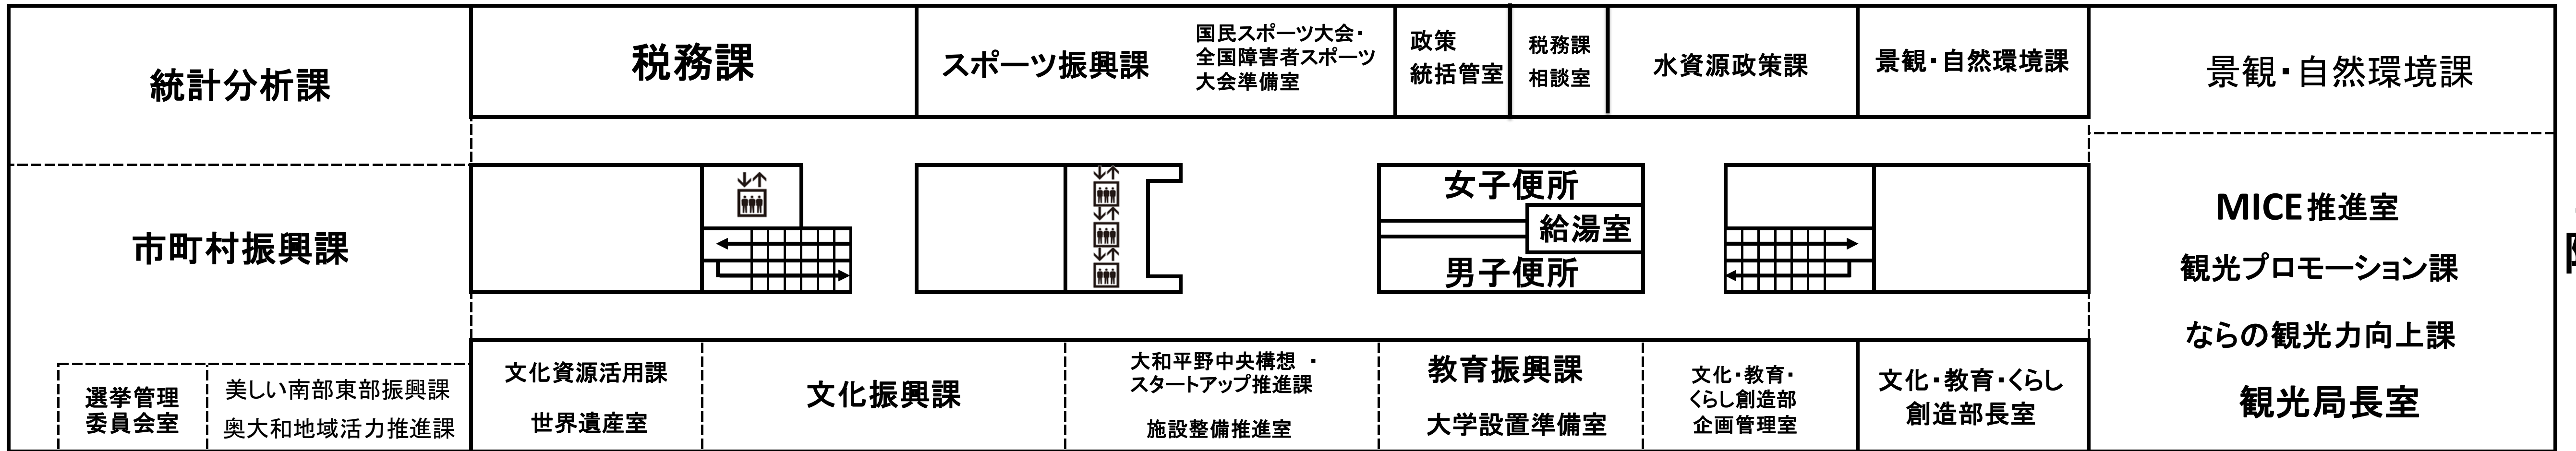 統計分析課
市町村振興課
選挙管理
委員会室
美しい南部東部振興課
奥大和地域活力推進課
税務課
スポーツ振興課
国民スポーツ大会・
全国障害者スポーツ
大会準備室
政策
統括管室
税務課
相談室
水資源政策課
景観・自然環境課
女子便所
給湯室
男子便所
文化資源活用課
世界遺産室
文化振興課
大和平野中央構想 ・
スタートアップ推進課
施設整備推進室
教育振興課
大学設置準備室
文化・教育・
くらし創造部
企画管理室
文化・教育・くらし
創造部長室
景観・自然環境課
MICE推進室
観光プロモーション課
ならの観光力向上課
観光局長室